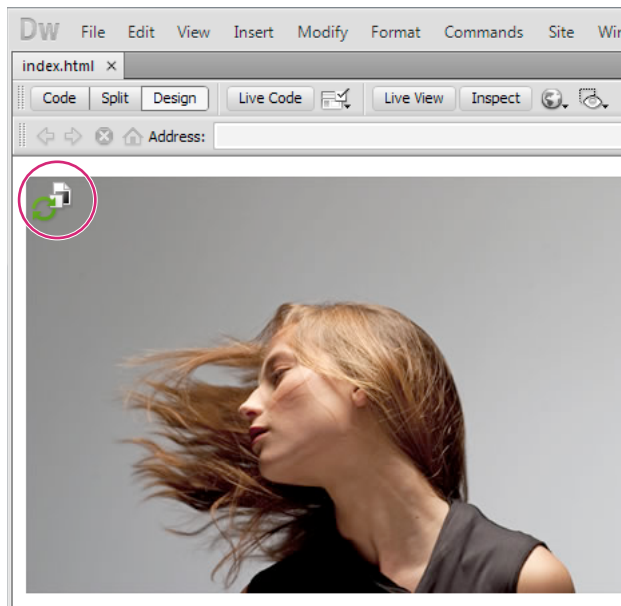 Dw File Edit View Insert Modify Format Commands Site
index.html ×
Code Split Design Live Code Live View Inspect
Address: